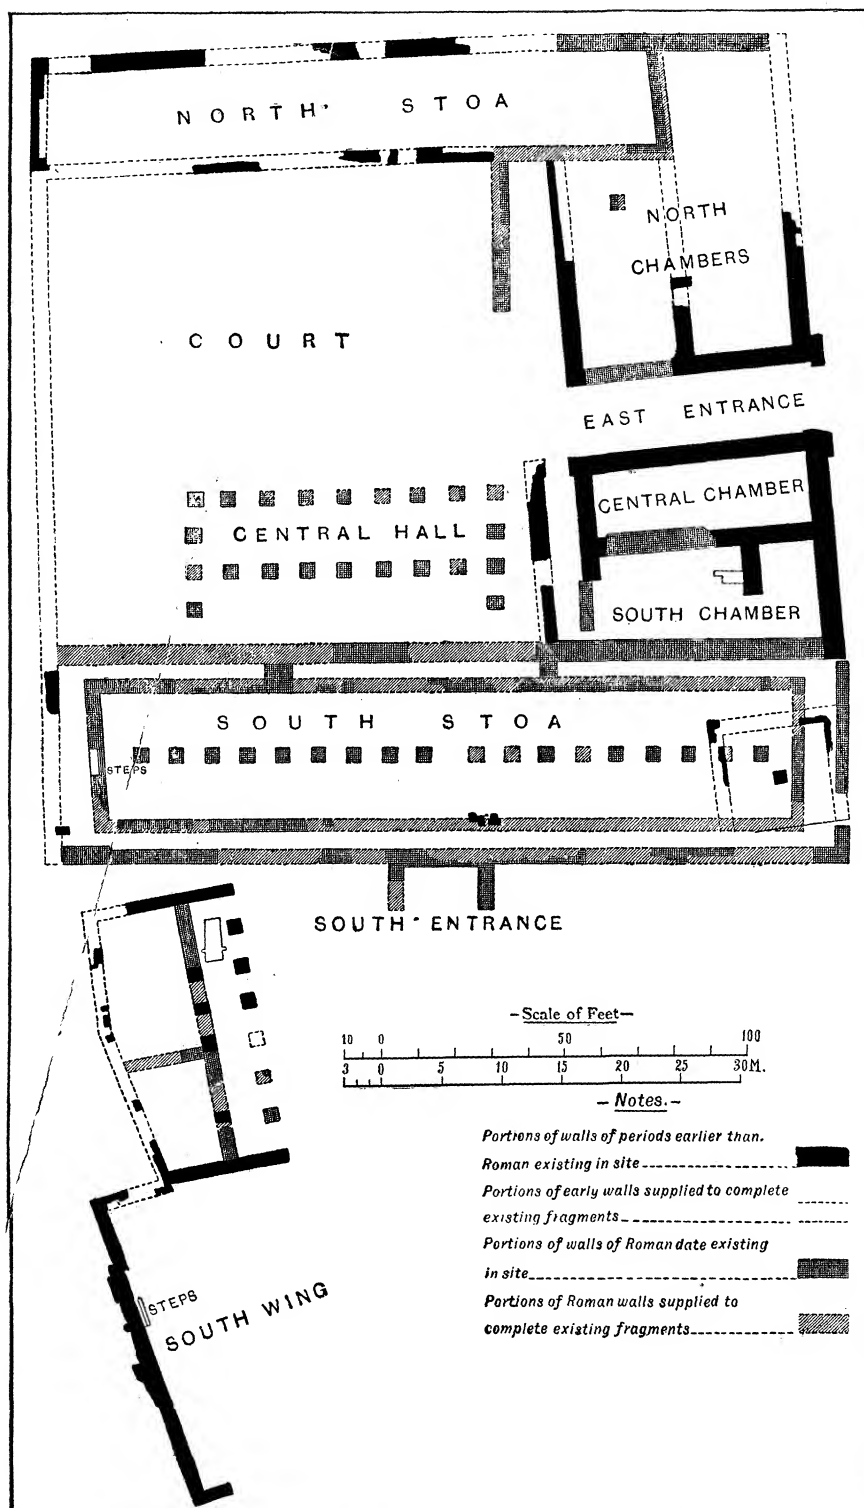 NORTH STOA
NORTH
CHAMBERS
COURT
EAST ENTRANCE
CENTRAL CHAMBER
CENTRAL HALL
SOUTH CHAMBER
SOUTH STOA
STEPS
SOUTH ENTRANCE
-Scale of Feet-
10 0 50 100
3 0 5 10 15 20 25 30M.
- Notes. -
Portions of walls of periods earlier than.
Roman existing in site
Portions of early walls supplied to complete
existing fragments
Portions of walls of Roman date existing
in site
Portions of Roman walls supplied to
complete existing fragments
STEPS
SOUTH WING